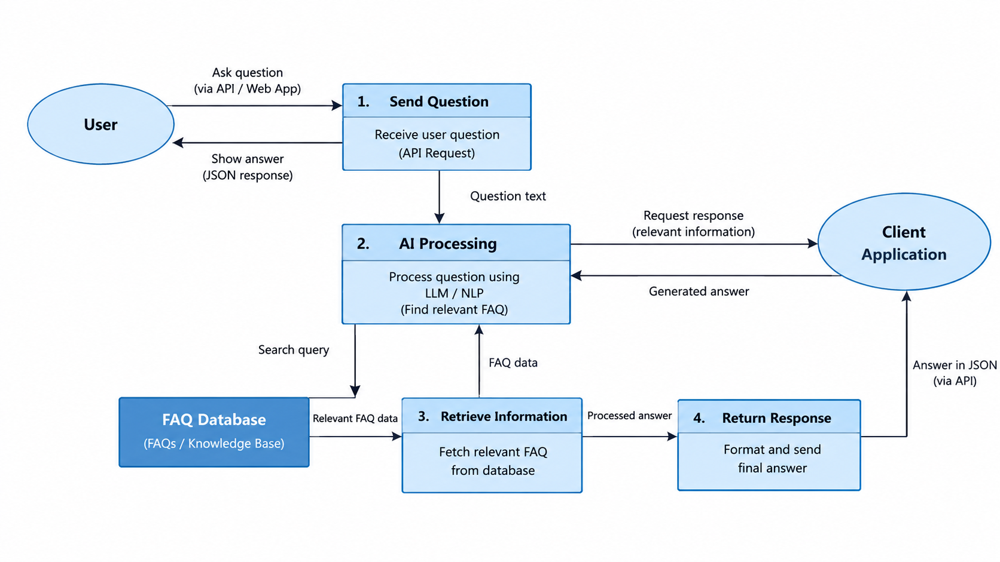 Ask question
(via API / Web App)
User
Show answer
(JSON response)
1. Send Question
Receive user question
(API Request)
Question text
2. AI Processing
Process question using
LLM / NLP
(Find relevant FAQ)
Request response
(relevant information)
Generated answer
Client
Application
Search query
FAQ data
Answer in JSON
(via API)
FAQ Database
(FAQs / Knowledge Base)
Relevant FAQ data
3. Retrieve Information
Fetch relevant FAQ
from database
Processed answer
4. Return Response
Format and send
final answer